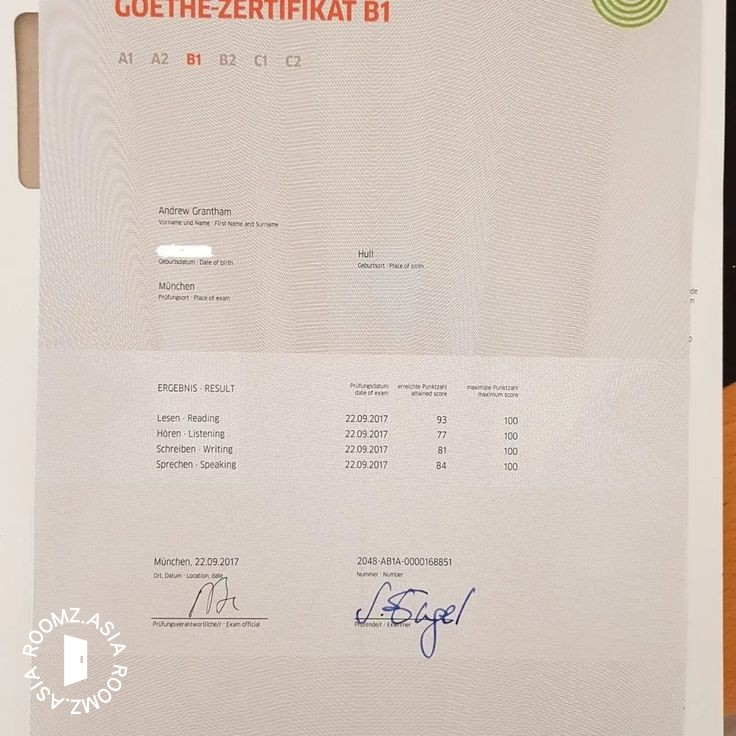 GOETHE-ZERTIFIKAT B1
A1 A2 B1 B2 C1 C2
Andrew Grantham
Vorname und Name · First Name and Surname
Geburtsdatum · Date of birth
Hull
Geburtsort · Place of birth
München
Prüfungsort · Place of exam
ERGEBNIS · RESULT Prüfungsdatum erreichte Punktzahl maximale Punktzahl
date of exam attained score maximum score
Lesen · Reading 22.09.2017 93 100
Hören · Listening 22.09.2017 77 100
Schreiben · Writing 22.09.2017 81 100
Sprechen · Speaking 22.09.2017 84 100
München, 22.09.2017 2048-AB1A-0000168851
Ort, Datum · Location, date Nummer · Number
Prüfungsverantwortliche/r · Exam official Prüfende/r · Examiner
ROOMZ.ASIA ROOMZ.ASIA